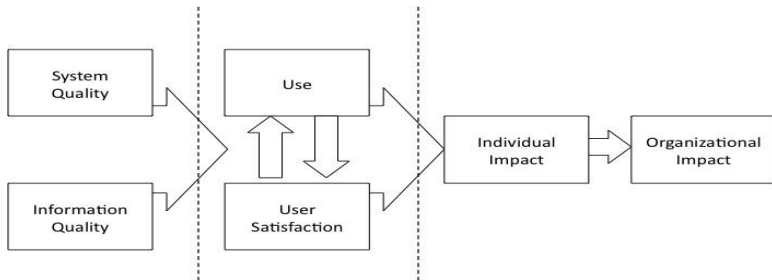 System
Quality
Use
Individual
Impact
Organizational
Impact
Information
Quality
User
Satisfaction